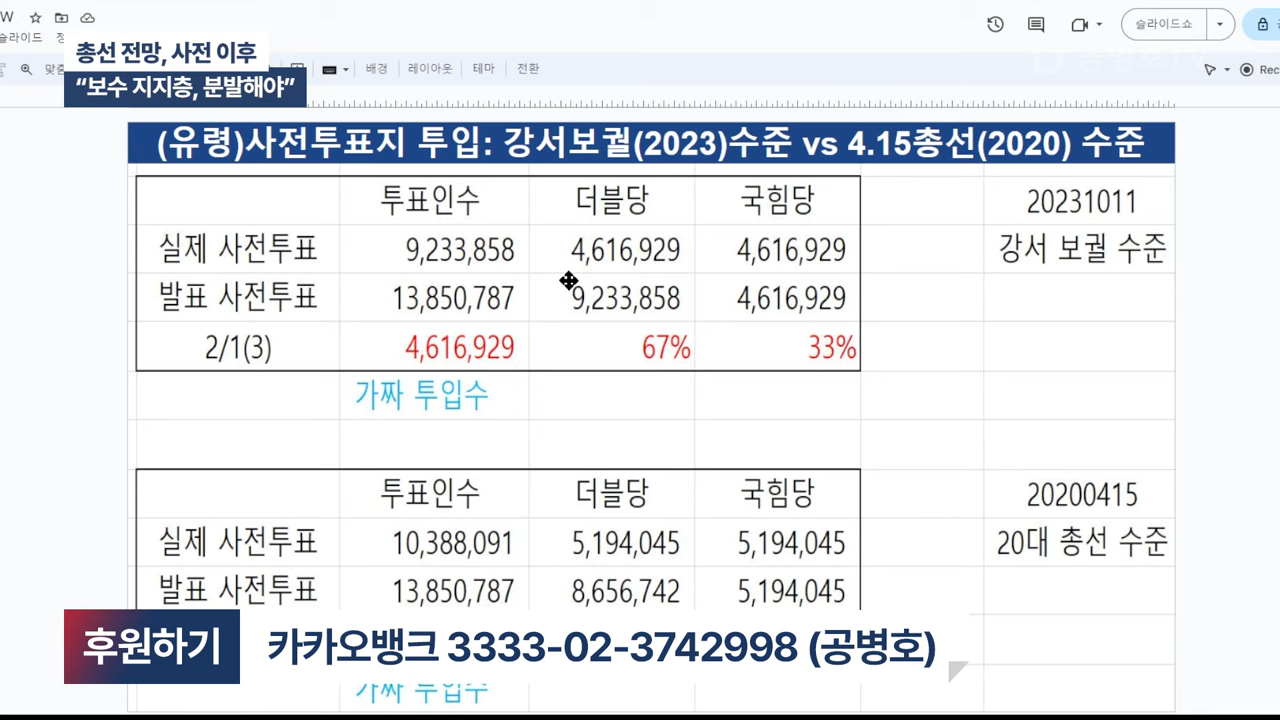 W
슬라이드
슬라이드쇼
총선 전망, 사전 이후
“보수 지지층, 분발해야”
배경 레이아웃 테마 전환
Rec
(유령)사전투표지 투입: 강서보궐(2023)수준 vs 4.15총선(2020) 수준
투표인수 더블당 국힘당 20231011
실제 사전투표 9,233,858 4,616,929 4,616,929 강서 보궐 수준
발표 사전투표 13,850,787 9,233,858 4,616,929
2/1(3) 4,616,929 67% 33%
가짜 투입수
투표인수 더블당 국힘당 20200415
실제 사전투표 10,388,091 5,194,045 5,194,045 20대 총선 수준
발표 사전투표 13,850,787 8,656,742 5,194,045
후원하기 카카오뱅크 3333-02-3742998 (공병호)
가짜 투입수